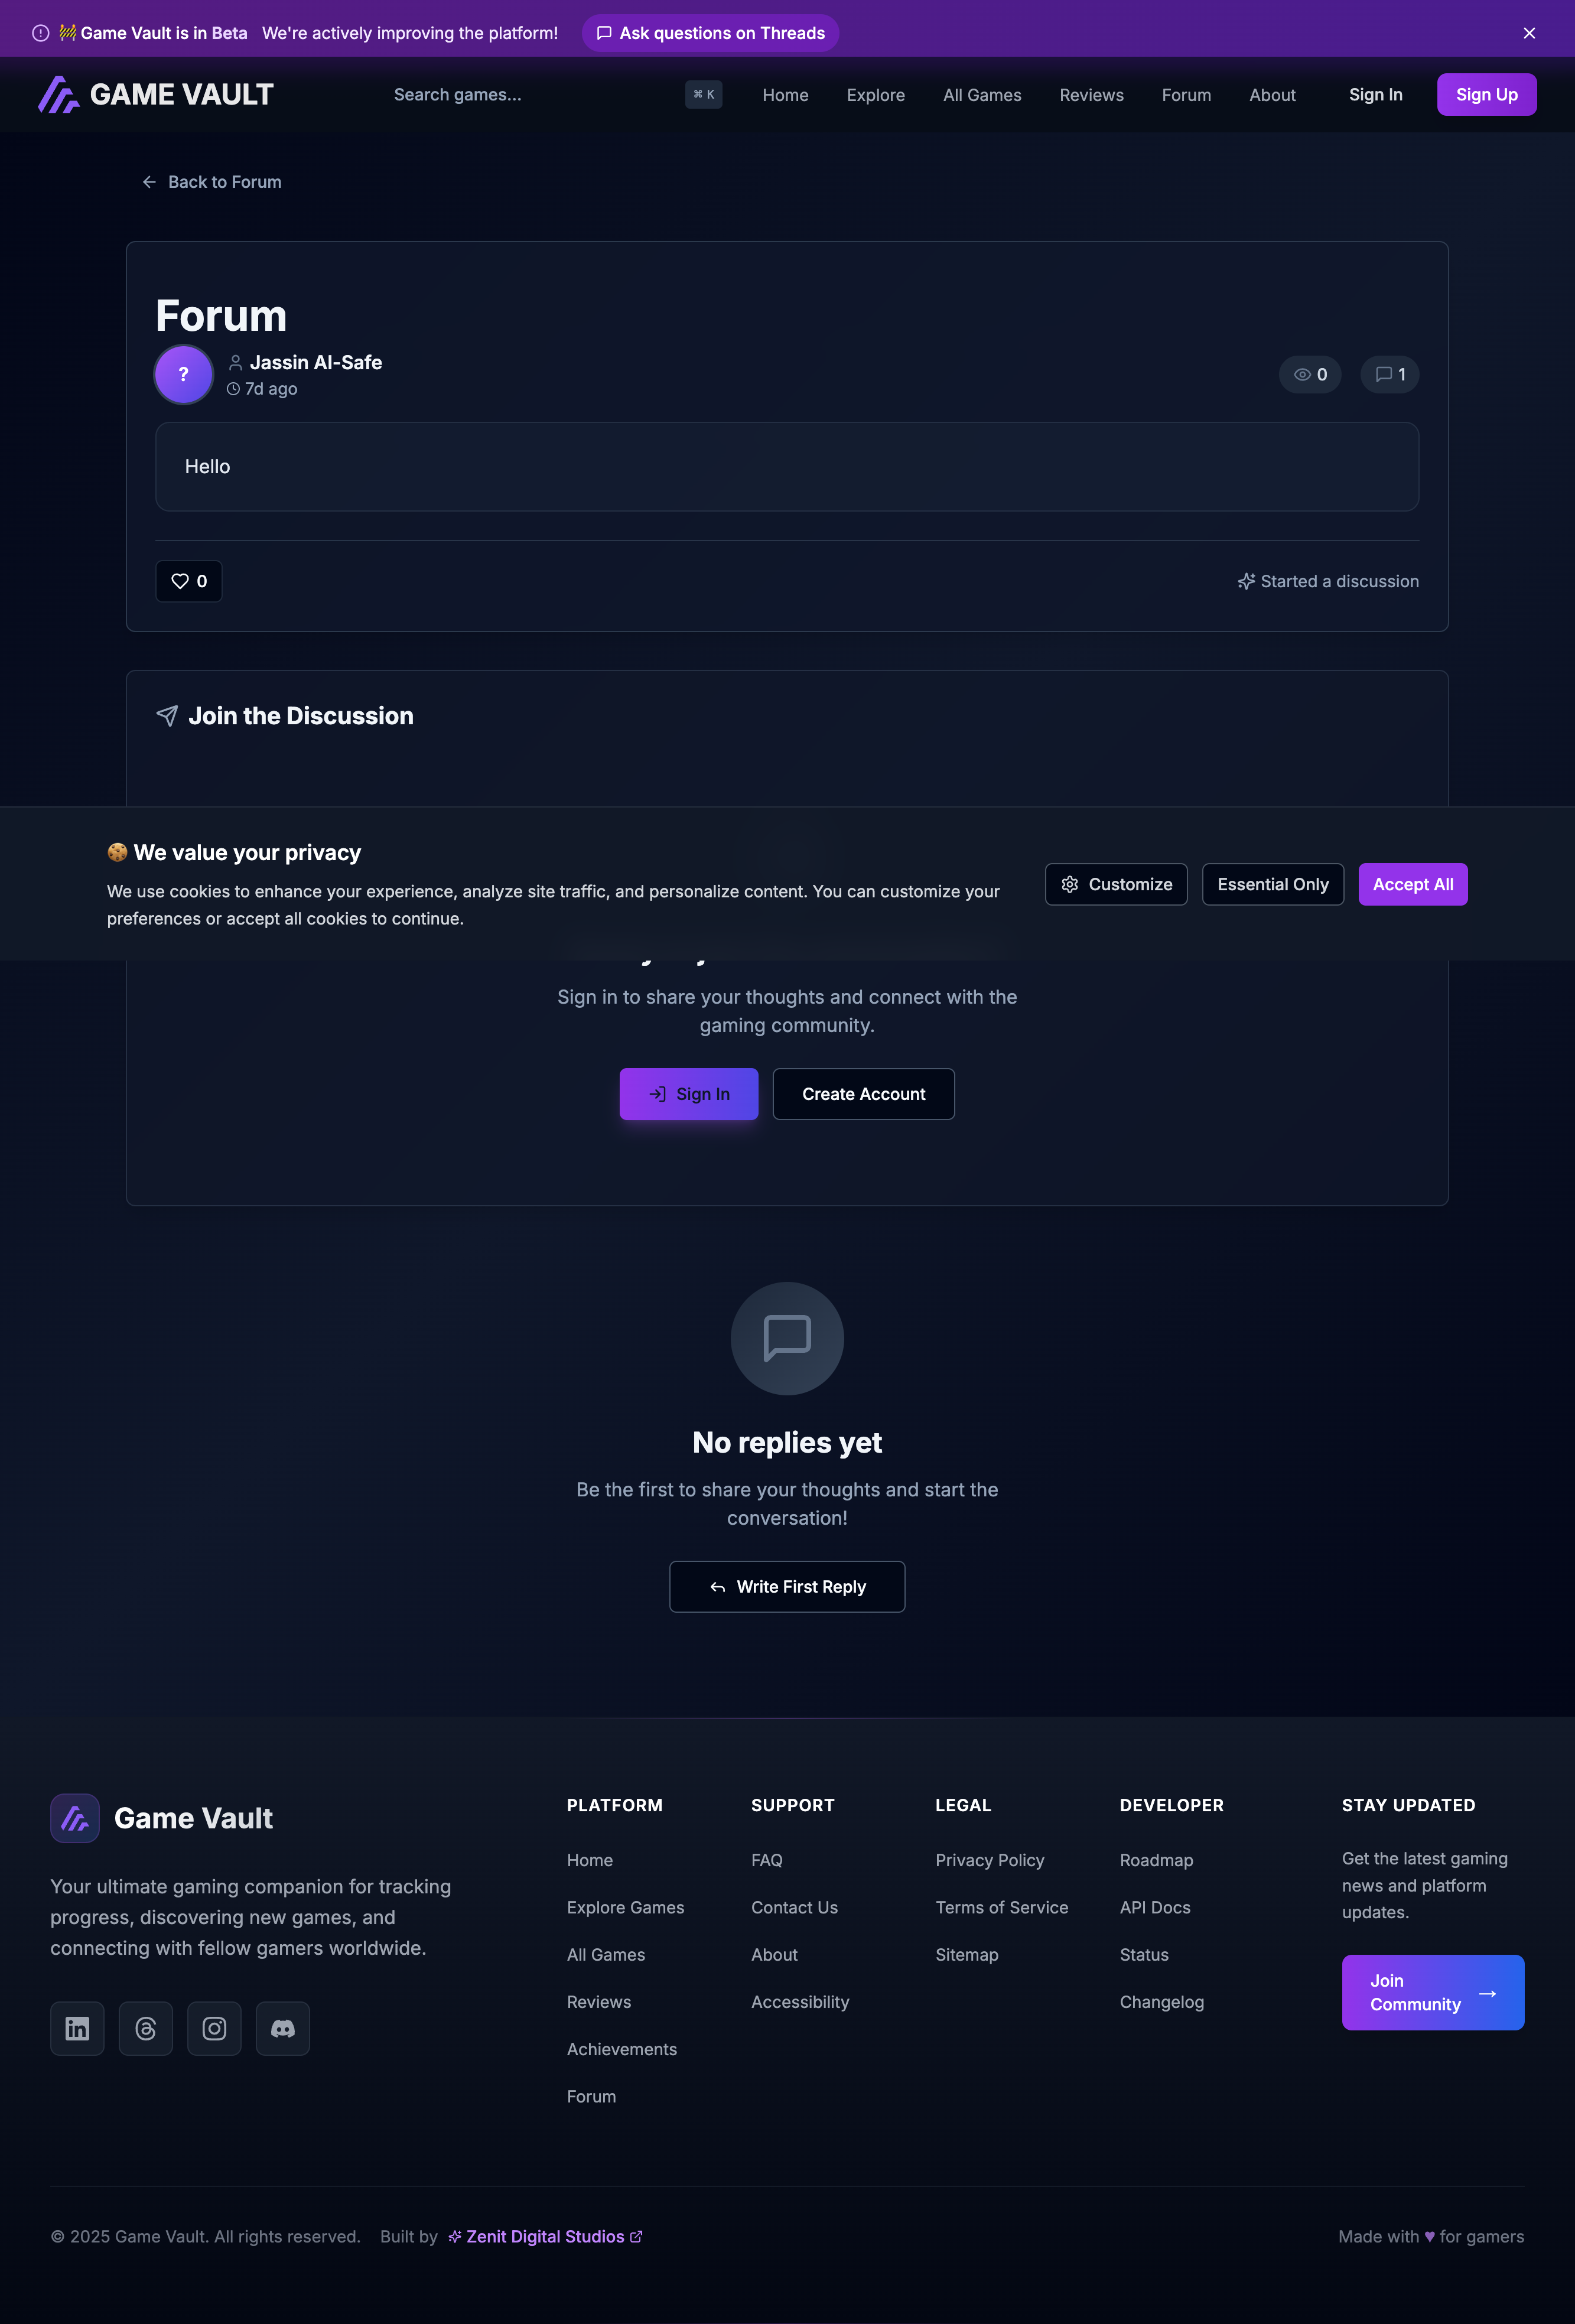 🚧 Game Vault is in Beta We're actively improving the platform! Ask questions on Threads
GAME VAULT Search games... ⌘ K Home Explore All Games Reviews Forum About Sign In Sign Up
Back to Forum
Forum
?
Jassin Al-Safe
7d ago
0 1
Hello
0 Started a discussion
Join the Discussion
🍪 We value your privacy
We use cookies to enhance your experience, analyze site traffic, and personalize content. You can customize your
preferences or accept all cookies to continue.
Customize Essential Only Accept All
Sign in to share your thoughts and connect with the
gaming community.
Sign In Create Account
No replies yet
Be the first to share your thoughts and start the
conversation!
Write First Reply
Game Vault
Your ultimate gaming companion for tracking
progress, discovering new games, and
connecting with fellow gamers worldwide.
PLATFORM
Home
Explore Games
All Games
Reviews
Achievements
Forum
SUPPORT
FAQ
Contact Us
About
Accessibility
LEGAL
Privacy Policy
Terms of Service
Sitemap
DEVELOPER
Roadmap
API Docs
Status
Changelog
STAY UPDATED
Get the latest gaming
news and platform
updates.
Join
Community →
© 2025 Game Vault. All rights reserved. Built by Zenit Digital Studios
Made with ♥ for gamers